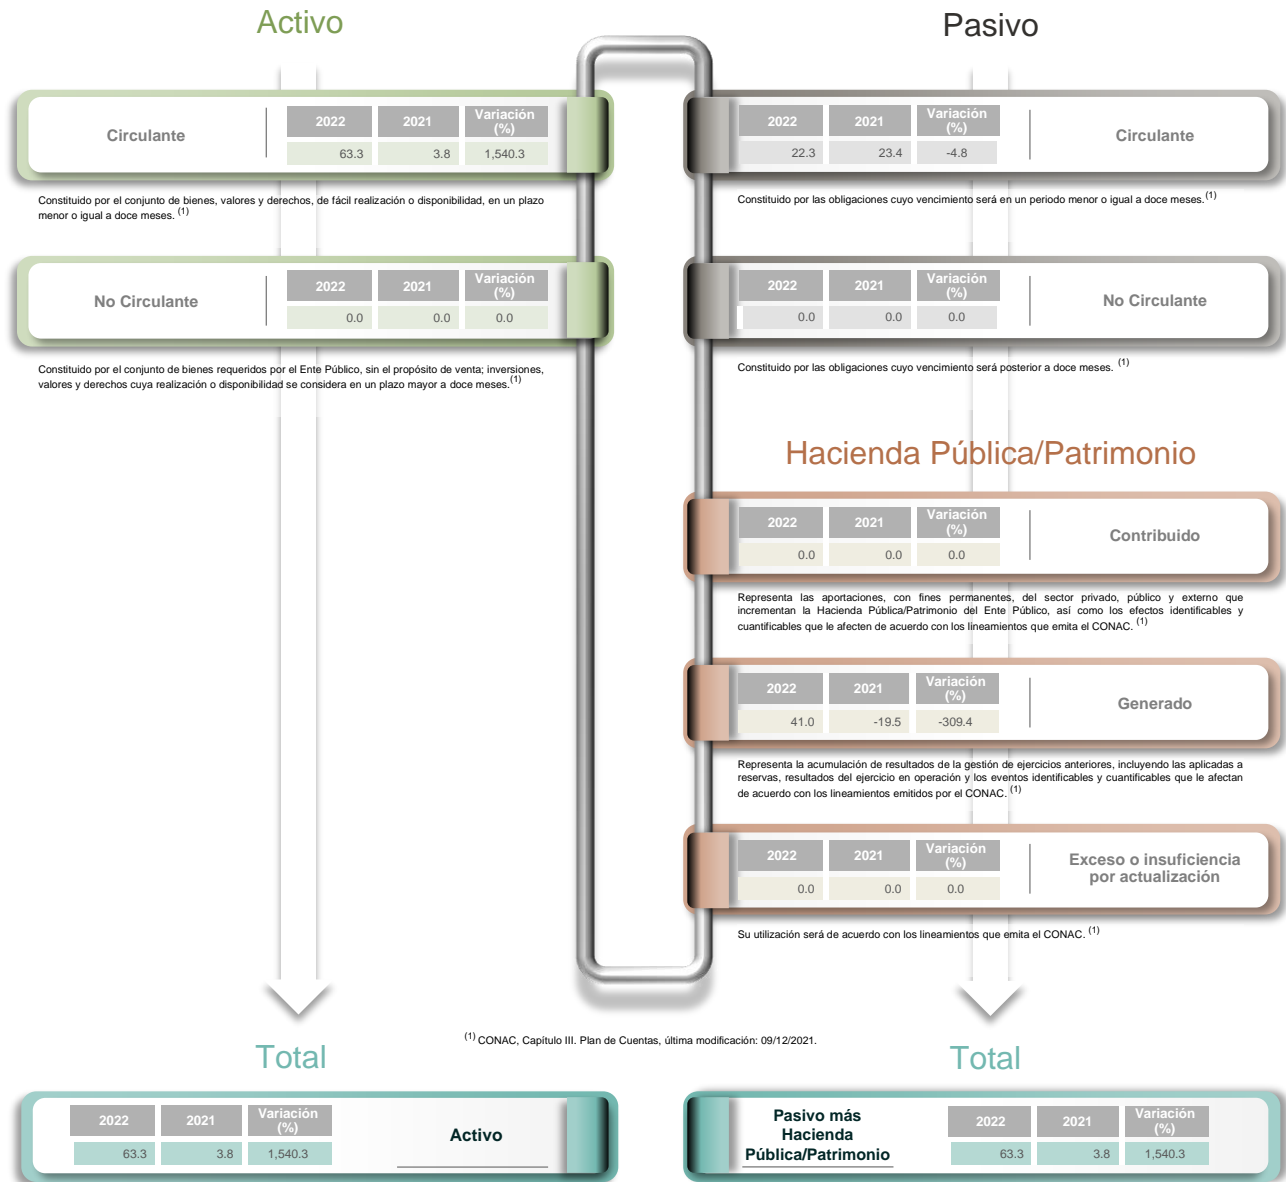 Activo
Circulante
2022 2021 Variación (%)
63.3 3.8 1,540.3
Constituido por el conjunto de bienes, valores y derechos, de fácil realización o disponibilidad, en un plazo
menor o igual a doce meses. (1)
No Circulante
2022 2021 Variación (%)
0.0 0.0 0.0
Constituido por el conjunto de bienes requeridos por el Ente Público, sin el propósito de venta; inversiones,
valores y derechos cuya realización o disponibilidad se considera en un plazo mayor a doce meses.(1)
Pasivo
2022 2021 Variación (%)
22.3 23.4 -4.8
Circulante
Constituido por las obligaciones cuyo vencimiento será en un periodo menor o igual a doce meses.(1)
2022 2021 Variación (%)
0.0 0.0 0.0
No Circulante
Constituido por las obligaciones cuyo vencimiento será posterior a doce meses. (1)
Hacienda Pública/Patrimonio
2022 2021 Variación (%)
0.0 0.0 0.0
Contribuido
Representa las aportaciones, con fines permanentes, del sector privado, público y externo que
incrementan la Hacienda Pública/Patrimonio del Ente Público, así como los efectos identificables y
cuantificables que le afecten de acuerdo con los lineamientos que emita el CONAC. (1)
2022 2021 Variación (%)
41.0 -19.5 -309.4
Generado
Representa la acumulación de resultados de la gestión de ejercicios anteriores, incluyendo las aplicadas a
reservas, resultados del ejercicio en operación y los eventos identificables y cuantificables que le afectan
de acuerdo con los lineamientos emitidos por el CONAC. (1)
2022 2021 Variación (%)
0.0 0.0 0.0
Exceso o insuficiencia
por actualización
Su utilización será de acuerdo con los lineamientos que emita el CONAC. (1)
(1) CONAC, Capítulo III. Plan de Cuentas, última modificación: 09/12/2021.
Total
2022 2021 Variación (%)
63.3 3.8 1,540.3
Activo
Total
Pasivo más
Hacienda
Pública/Patrimonio
2022 2021 Variación (%)
63.3 3.8 1,540.3